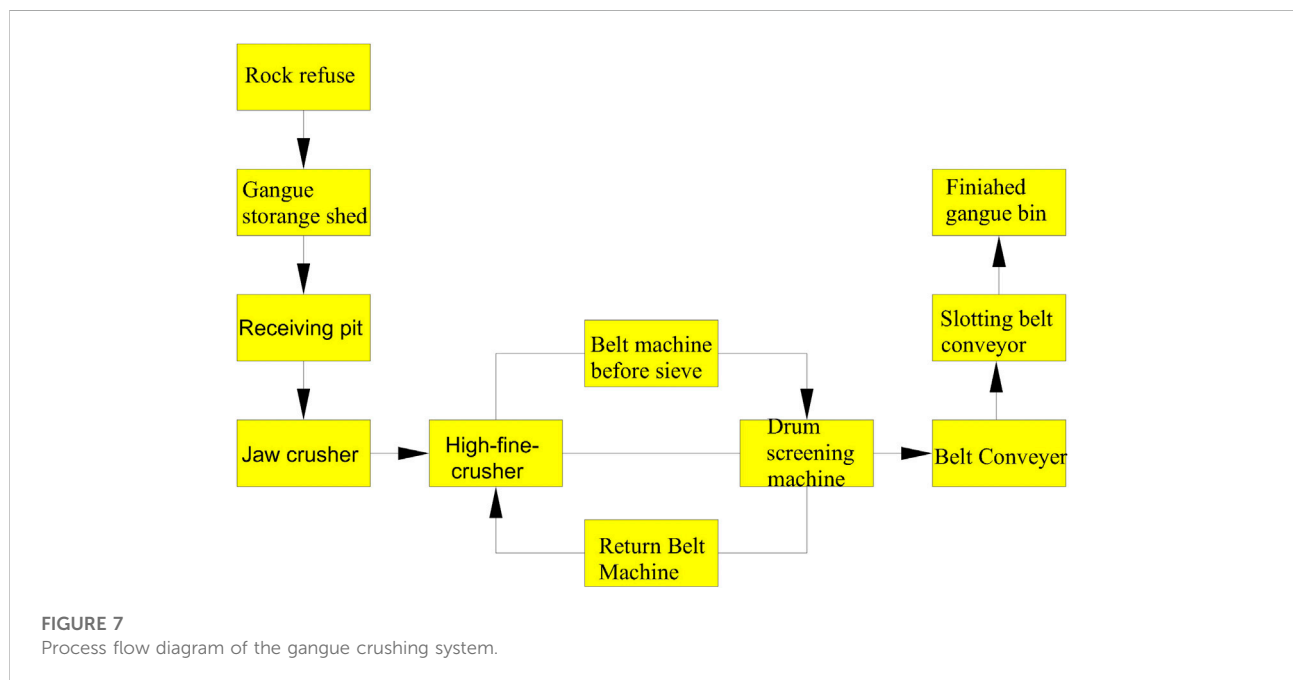 Rock refuse
Gangue
storange shed
Receiving pit
Jaw crusher
High-fine-
crusher
Belt machine
before sieve
Return Belt
Machine
Drum
screening
machine
Belt Conveyer
Slotting belt
conveyor
Finiahed
gangue bin
FIGURE 7
Process flow diagram of the gangue crushing system.